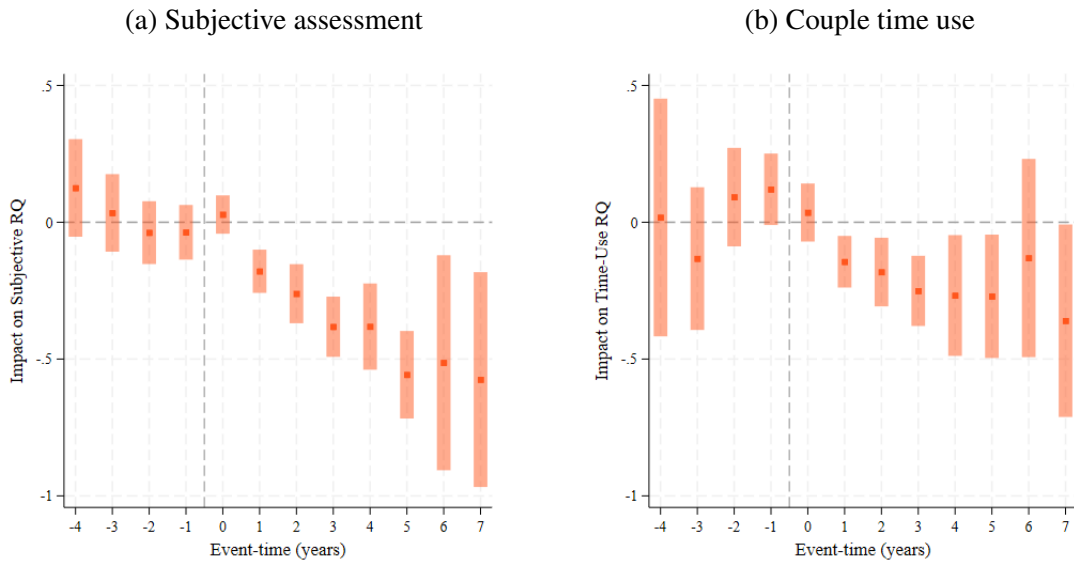 (a) Subjective assessment
Impact on Subjective RQ
.5
0
-.5
-1
-4 -3 -2 -1 0 1 2 3 4 5 6 7
Event-time (years)
(b) Couple time use
Impact on Time-Use RQ
.5
0
-.5
-1
-4 -3 -2 -1 0 1 2 3 4 5 6 7
Event-time (years)